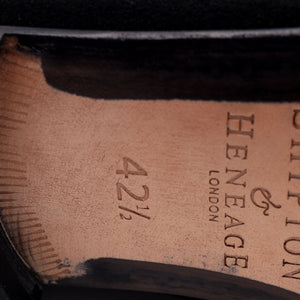 SHIPTON
&
HENEAGE
LONDON
42½